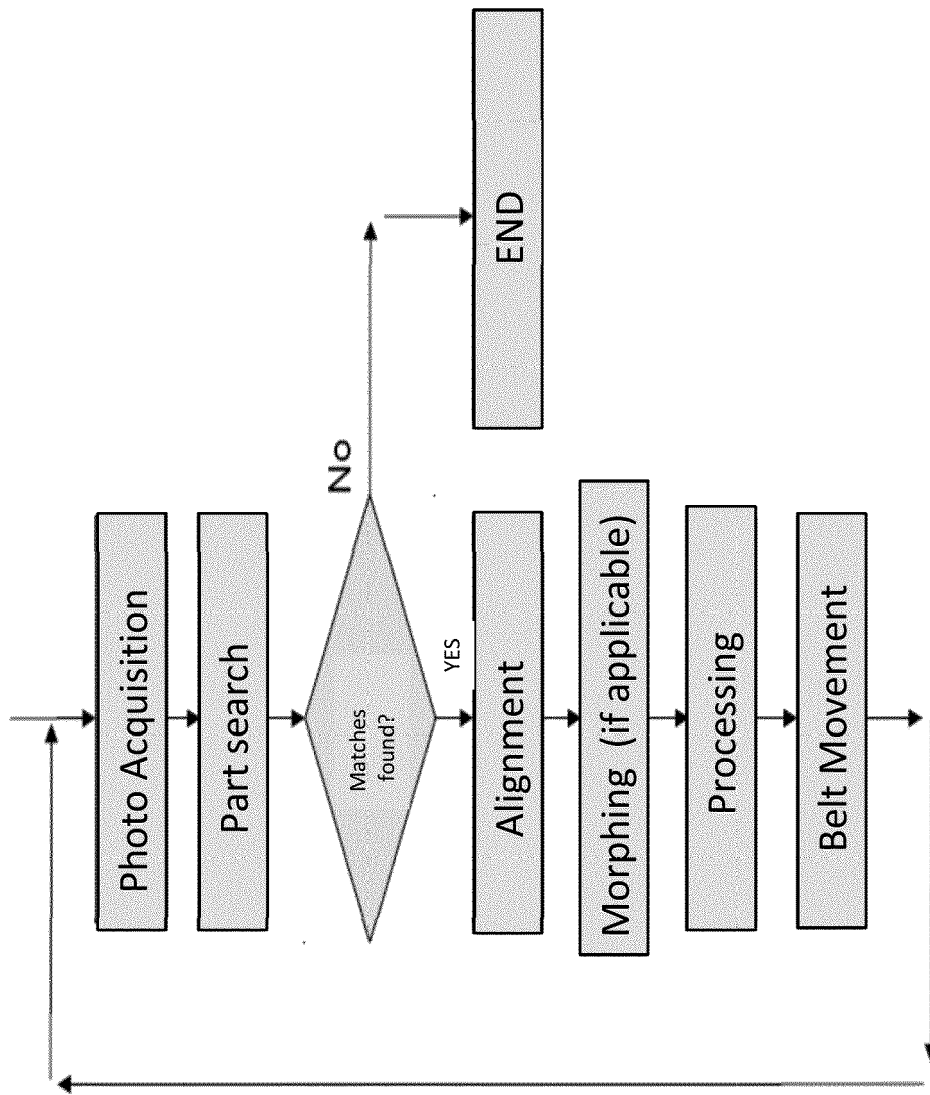 Photo Acquisition
Part search
Matches
found?
No
YES
Alignment
END
Morphing (if applicable)
Processing
Belt Movement